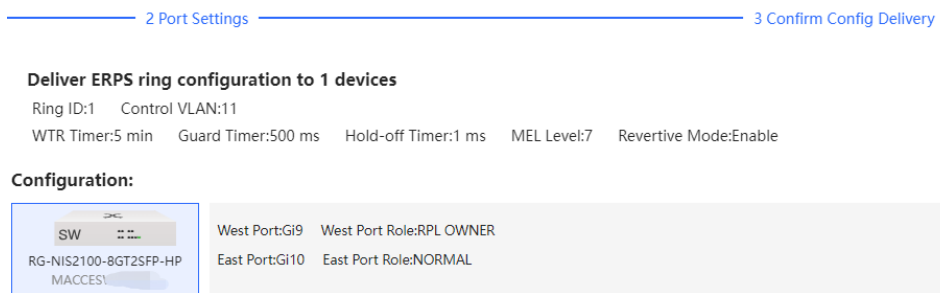 2 Port Settings 3 Confirm Config Delivery
Deliver ERPS ring configuration to 1 devices
Ring ID:1 Control VLAN:11
WTR Timer:5 min Guard Timer:500 ms Hold-off Timer:1 ms MEL Level:7 Revertive Mode:Enable
Configuration:
SW
RG-NIS2100-8GT2SFP-HP
West Port:Gi9 West Port Role:RPL OWNER
East Port:Gi10 East Port Role:NORMAL